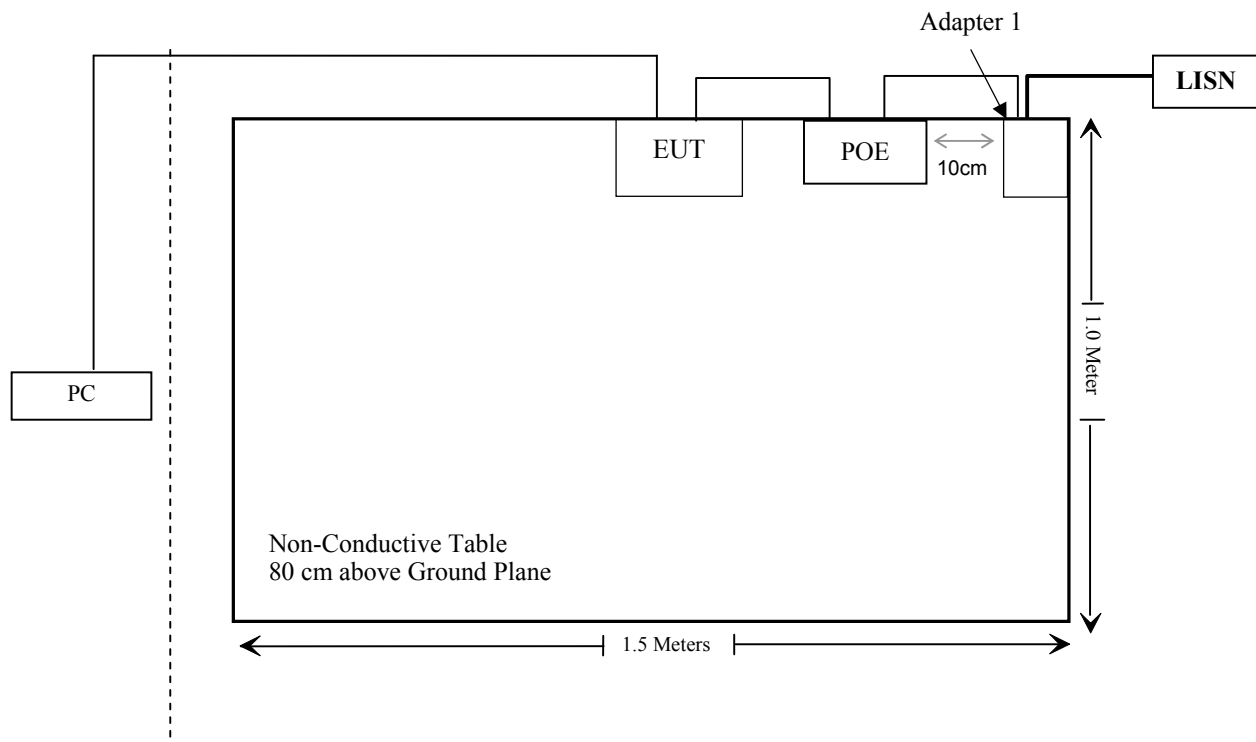 Adapter 1
LISN
EUT
POE
10cm
1.0 Meter
PC
Non-Conductive Table
80 cm above Ground Plane
1.5 Meters